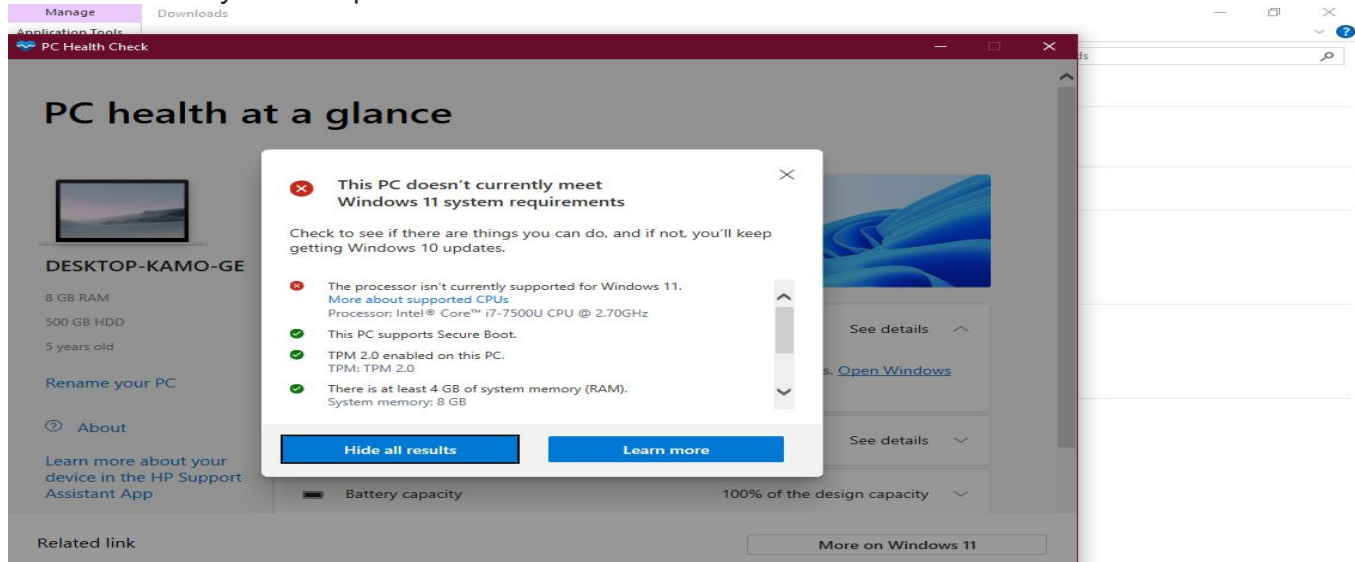 Manage Downloads
Application Tools
PC Health Check
PC health at a glance
DESKTOP-KAMO-GE
8 GB RAM
500 GB HDD
5 years old
Rename your PC
About
Learn more about your
device in the HP Support
Assistant App
This PC doesn't currently meet
Windows 11 system requirements
Check to see if there are things you can do, and if not, you'll keep
getting Windows 10 updates.
The processor isn't currently supported for Windows 11.
More about supported CPUs
Processor: Intel® Core™ i7-7500U CPU @ 2.70GHz
This PC supports Secure Boot.
TPM 2.0 enabled on this PC.
TPM: TPM 2.0
There is at least 4 GB of system memory (RAM).
System memory: 8 GB
Hide all results
Learn more
See details
s. Open Windows
See details
Battery capacity 100% of the design capacity
Related link
More on Windows 11